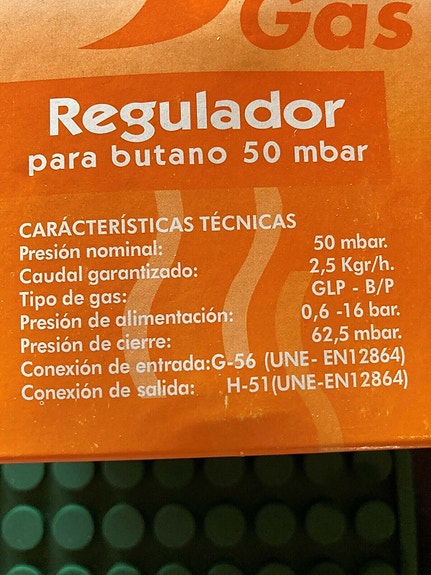 Gas
Regulador
para butano 50 mbar
CARÁCTERÍSTICAS TÉCNICAS
Presión nominal: 50 mbar.
Caudal garantizado: 2,5 Kgr/h.
Tipo de gas: GLP - B/P
Presión de alimentación: 0,6 -16 bar.
Presión de cierre: 62,5 mbar.
Conexión de entrada:G-56 (UNE- EN12864)
Conexión de salida: H-51(UNE-EN12864)